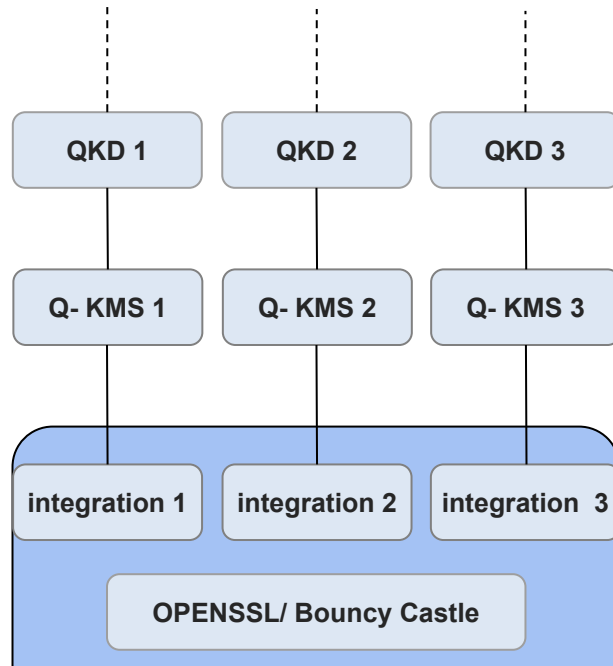 QKD 1
QKD 2
QKD 3
Q- KMS 1
Q- KMS 2
Q- KMS 3
integration 1
integration 2
integration  3
OPENSSL/ Bouncy Castle